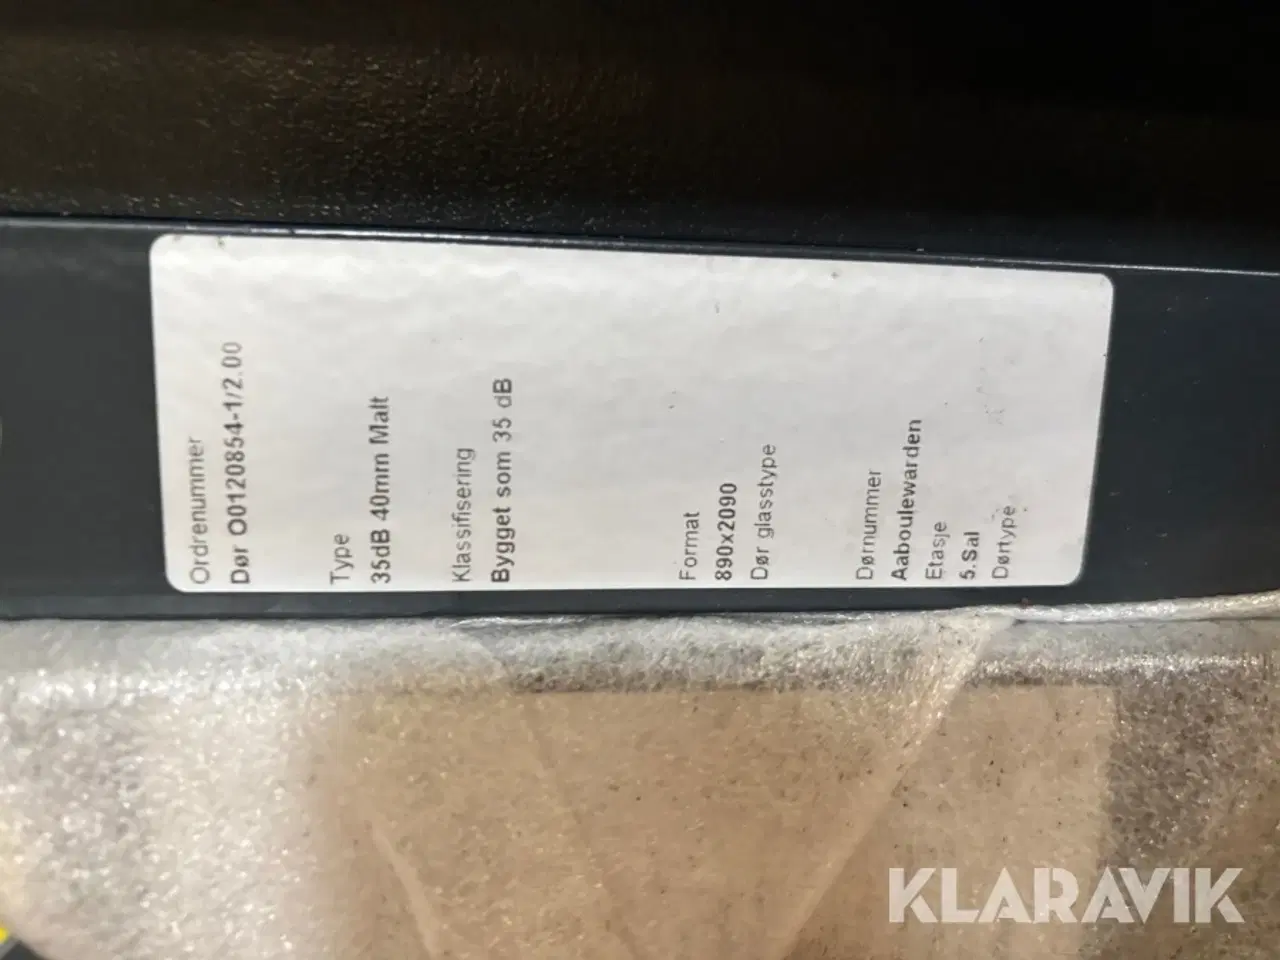 Ordrenummer
Dør O0120854-1/2.00
Type
35dB 40mm Malt
Klassifisering
Bygget som 35 dB
Format
890x2090
Dør glasstype
Dørnummer
Aaboulewarden
Etasje
5.Sal
Dørtype
KLARAVIK